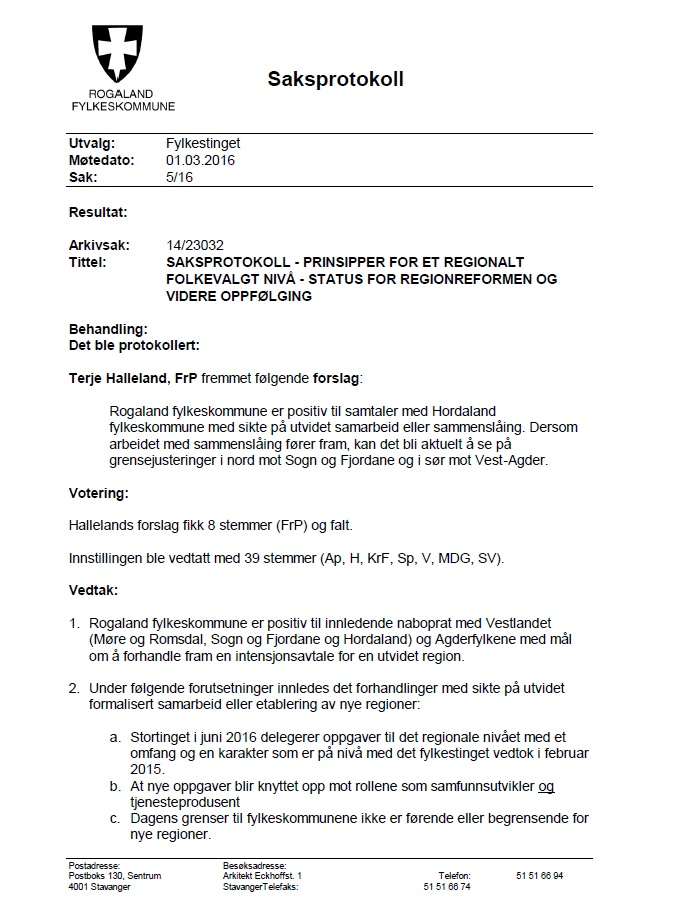 ROGALAND
FYLKESKOMMUNE
Saksprotokoll
Utvalg: Fylkestinget
Møtedato: 01.03.2016
Sak: 5/16
Resultat:
Arkivsak: 14/23032
Tittel: SAKSPROTOKOLL - PRINSIPPER FOR ET REGIONALT
FOLKEVALGT NIVÅ - STATUS FOR REGIONREFORMEN OG
VIDERE OPPFØLGING
Behandling:
Det ble protokollert:
Terje Halleland, FrP fremmet følgende forslag:
Rogaland fylkeskommune er positiv til samtaler med Hordaland
fylkeskommune med sikte på utvidet samarbeid eller sammenslåing. Dersom
arbeidet med sammenslåing fører fram, kan det bli aktuelt å se på
grensejusteringer i nord mot Sogn og Fjordane og i sør mot Vest-Agder.
Votering:
Hallelands forslag fikk 8 stemmer (FrP) og falt.
Innstillingen ble vedtatt med 39 stemmer (Ap, H, KrF, Sp, V, MDG, SV).
Vedtak:
1. Rogaland fylkeskommune er positiv til innledende naboprat med Vestlandet
(Møre og Romsdal, Sogn og Fjordane og Hordaland) og Agderfylkene med mål
om å forhandle fram en intensjonsavtale for en utvidet region.
2. Under følgende forutsetninger innledes det forhandlinger med sikte på utvidet
formalisert samarbeid eller etablering av nye regioner:
a. Stortinget i juni 2016 delegerer oppgaver til det regionale nivået med et
omfang og en karakter som er på nivå med det fylkestinget vedtok i februar
2015.
b. At nye oppgaver blir knyttet opp mot rollene som samfunnsutvikler og
tjenesteprodusent
c. Dagens grenser til fylkeskommunene ikke er førende eller begrensende for
nye regioner.
Postadresse: Besøksadresse:
Postboks 130, Sentrum Arkitekt Eckhoffst. 1 Telefon: 51 51 66 94
4001 Stavanger StavangerTelefaks: 51 51 66 74